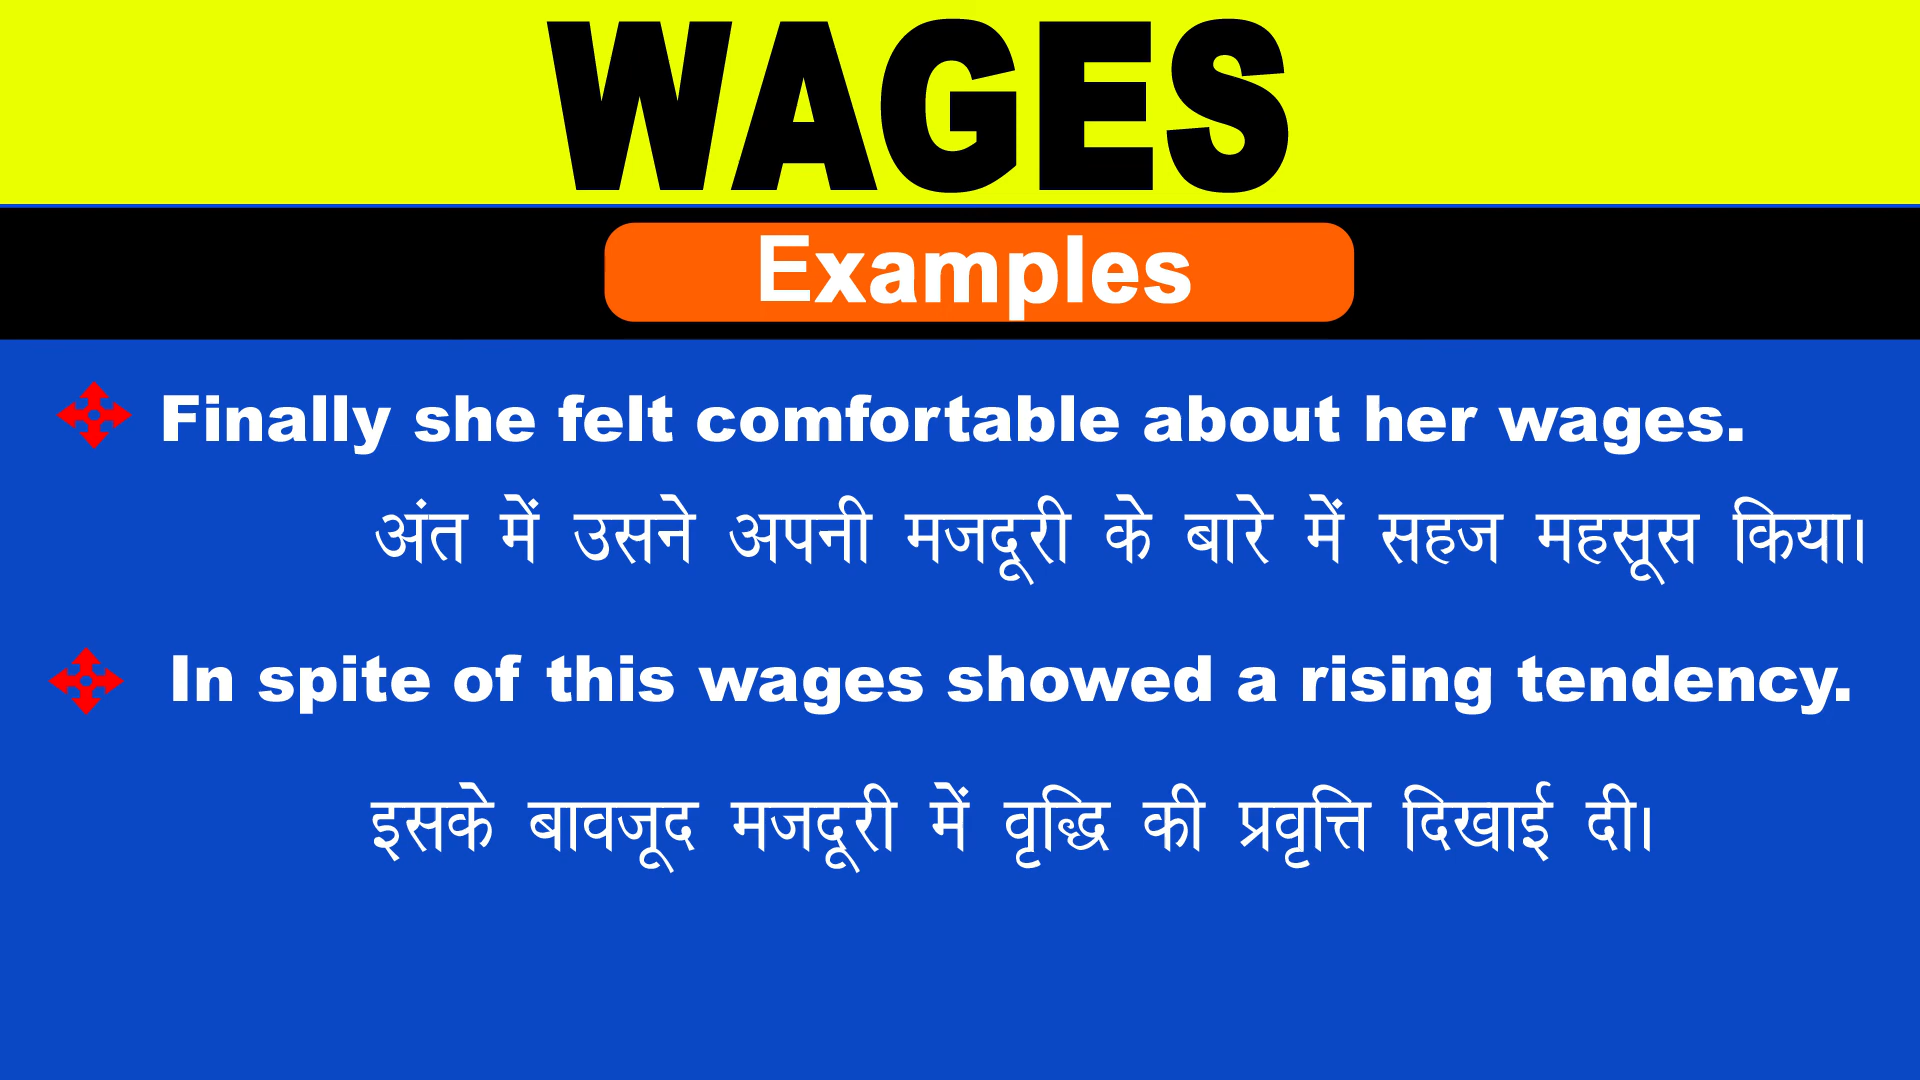 WAGES
Examples
Finally she felt comfortable about her wages.
अंत में उसने अपनी मजदूरी के बारे में सहज महसूस किया।
In spite of this wages showed a rising tendency.
इसके बावजूद मजदूरी में वृद्धि की प्रवृत्ति दिखाई दी।